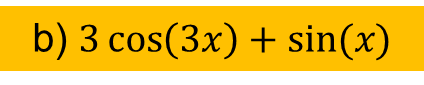 b) 3 cos(3x) + sin(x)